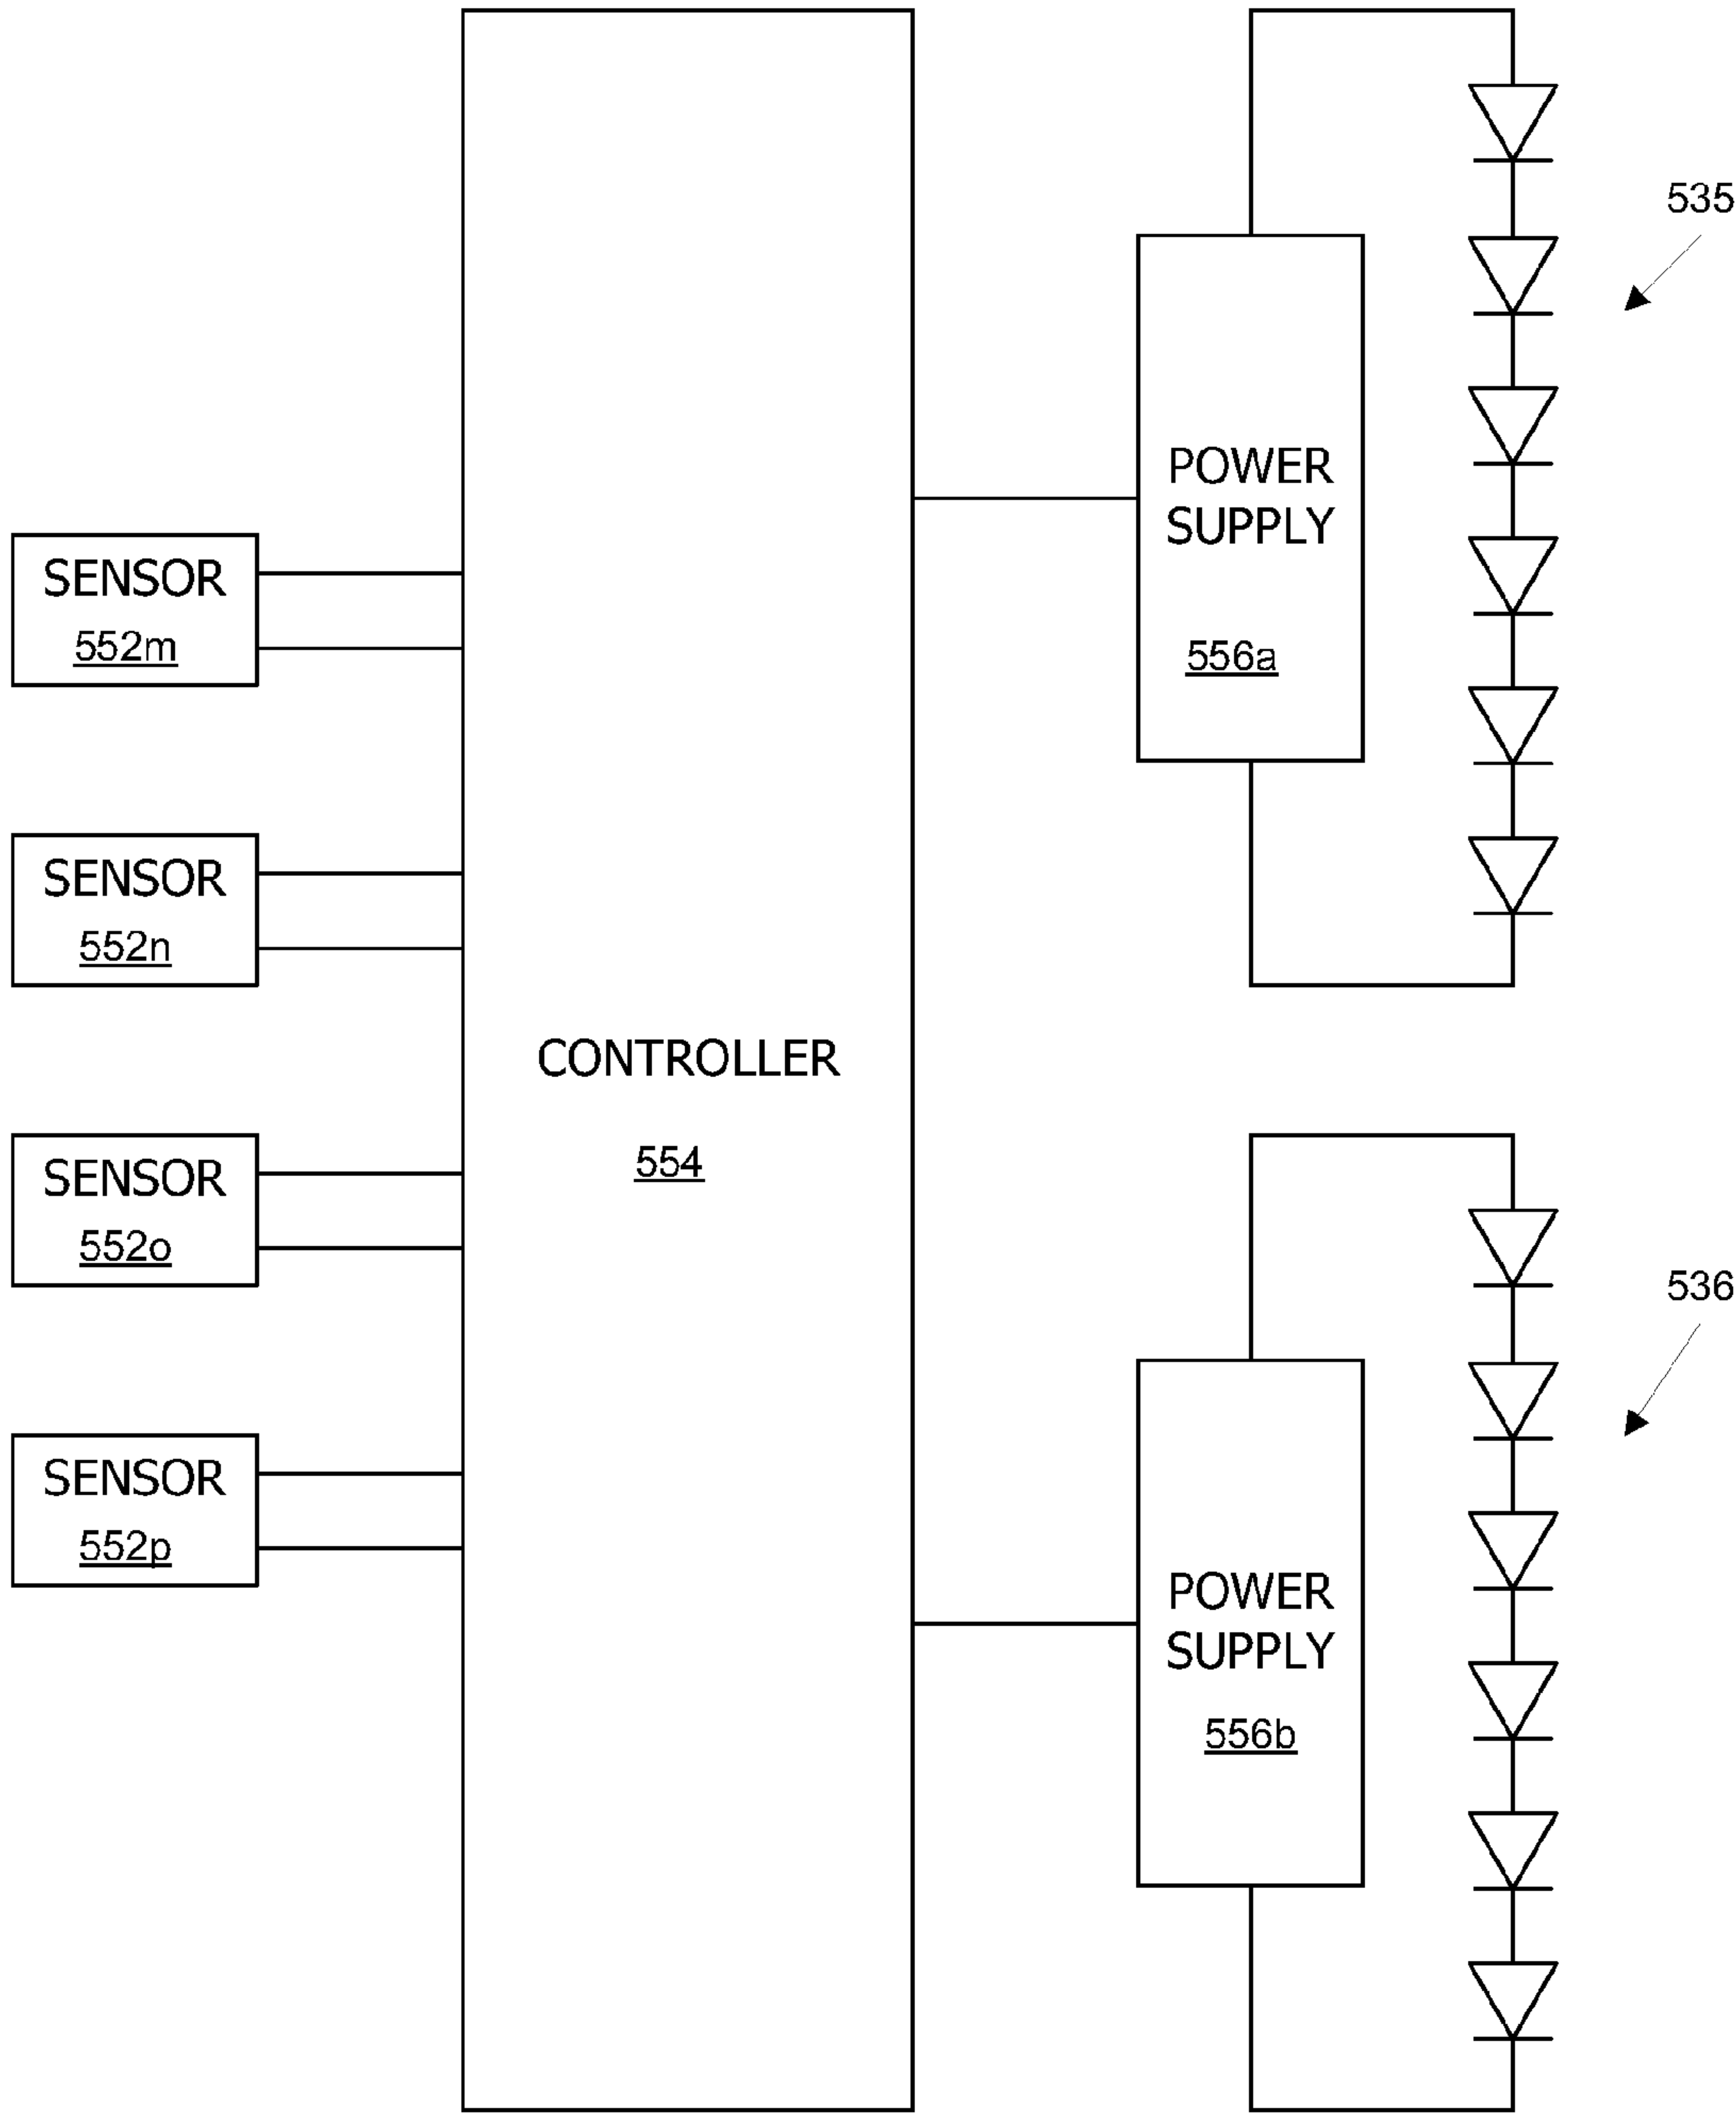 SENSOR
552m
SENSOR
552n
SENSOR
552o
SENSOR
552p
CONTROLLER
554
POWER
SUPPLY
556a
535
POWER
SUPPLY
556b
536